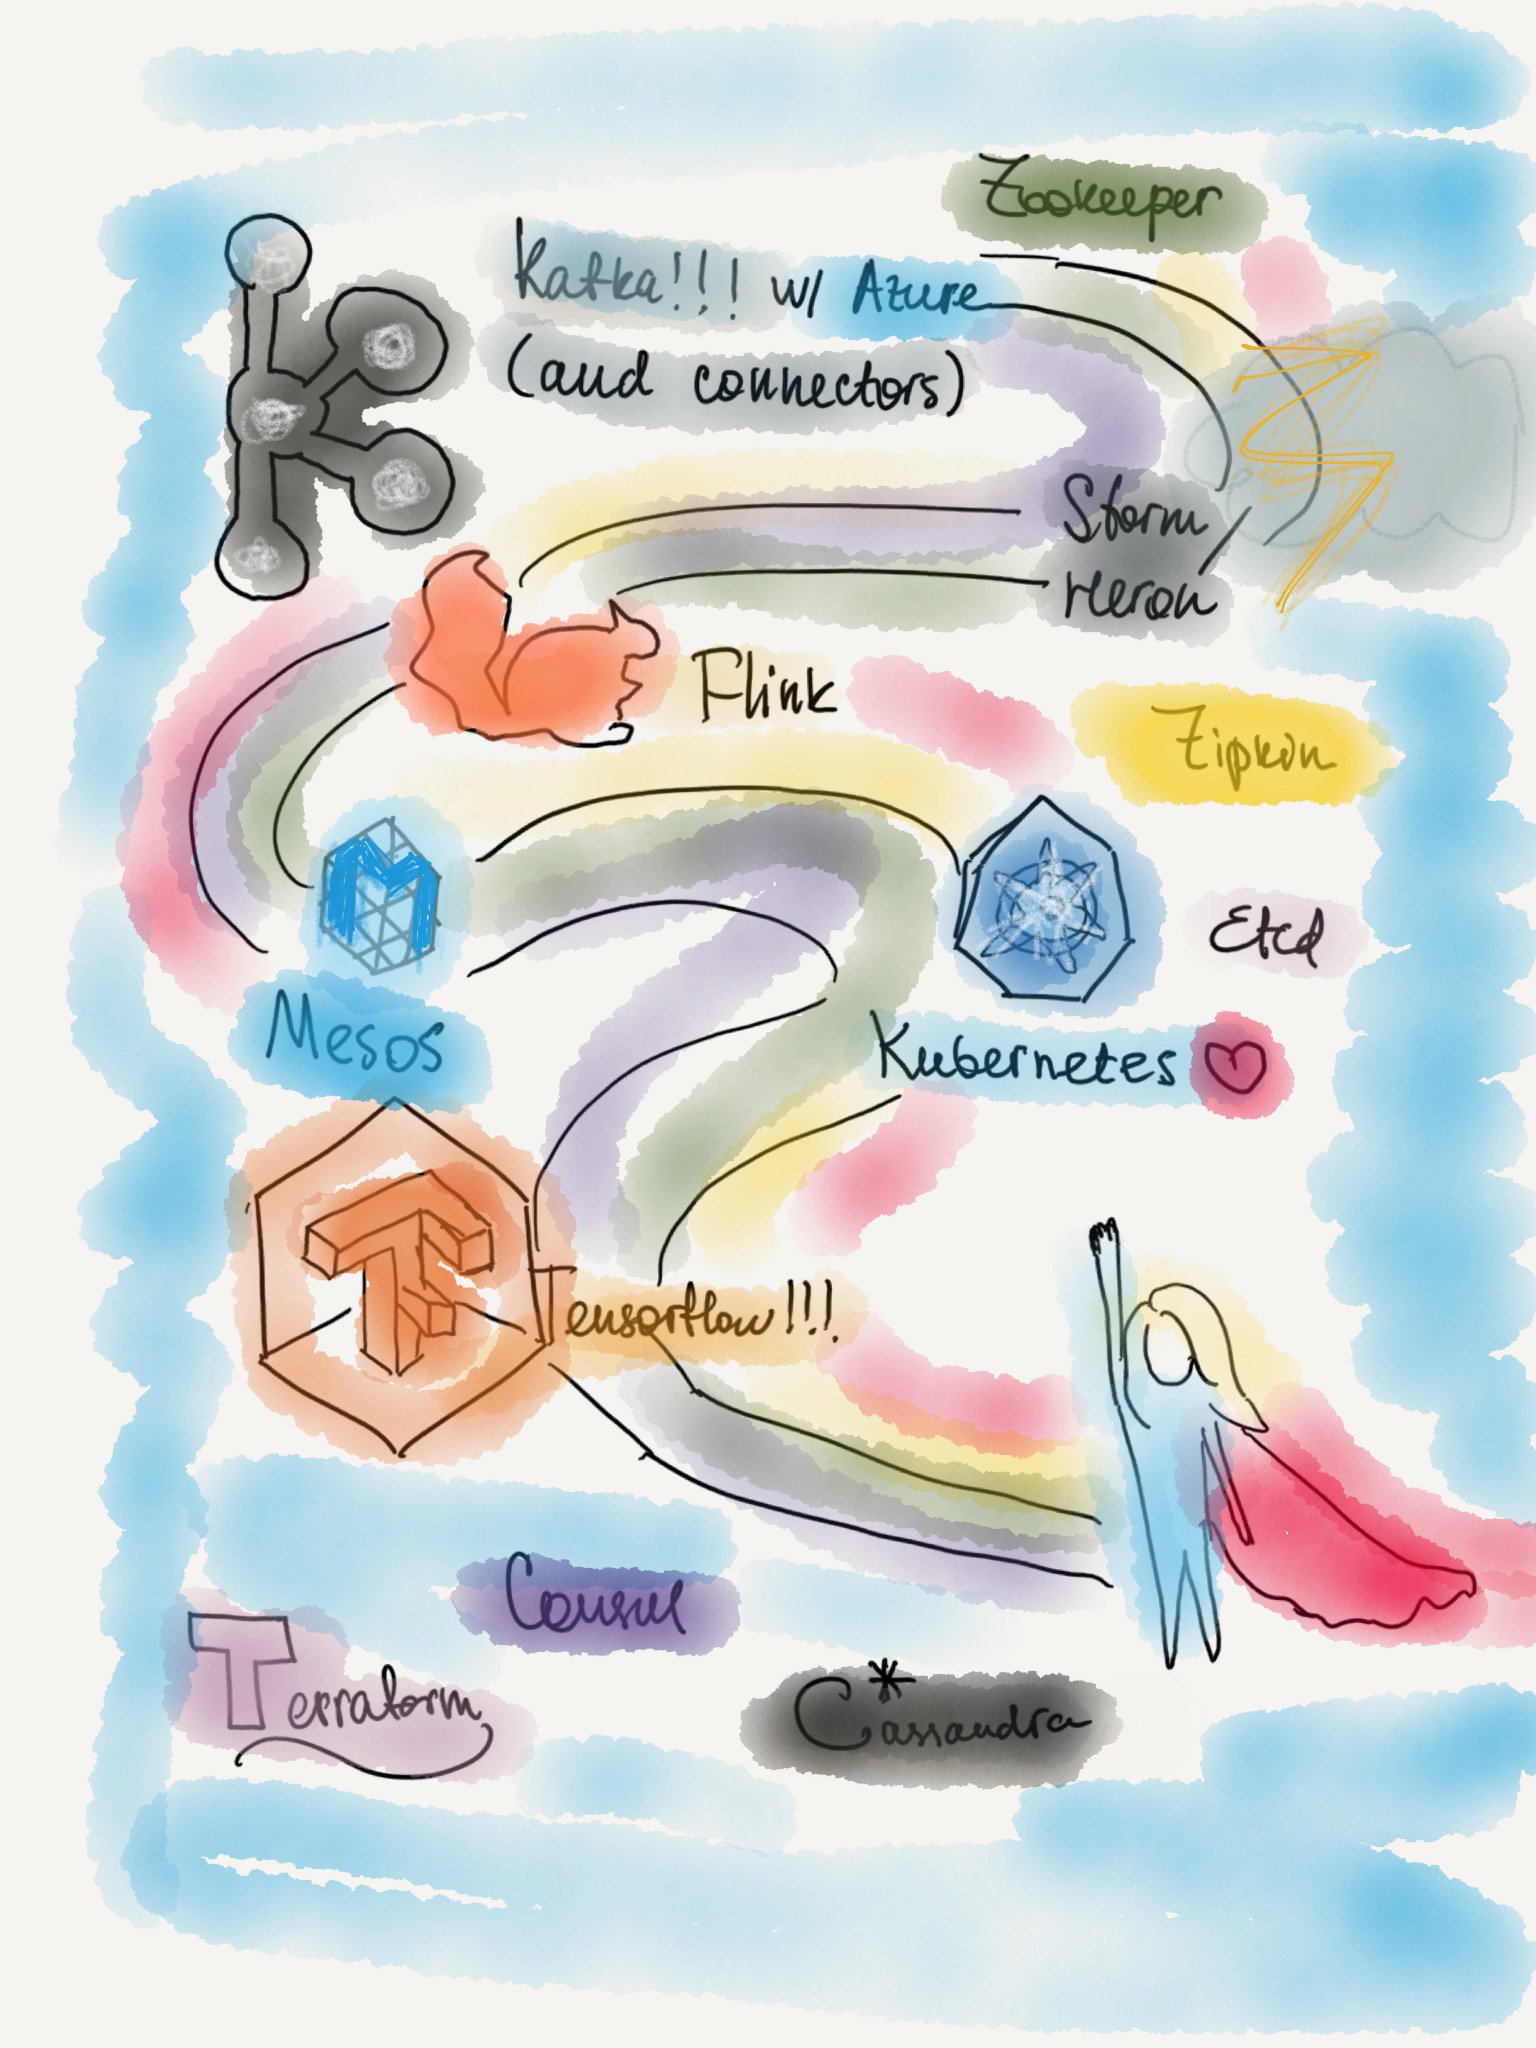 Zookeeper
Kafka!!! w/ Azure
(and connectors)
Storm /
Heron
Flink
Zipkin
M
Etcd
Mesos
Kubernetes
Tensorflow!!!
Consul
Terraform
Cassandra